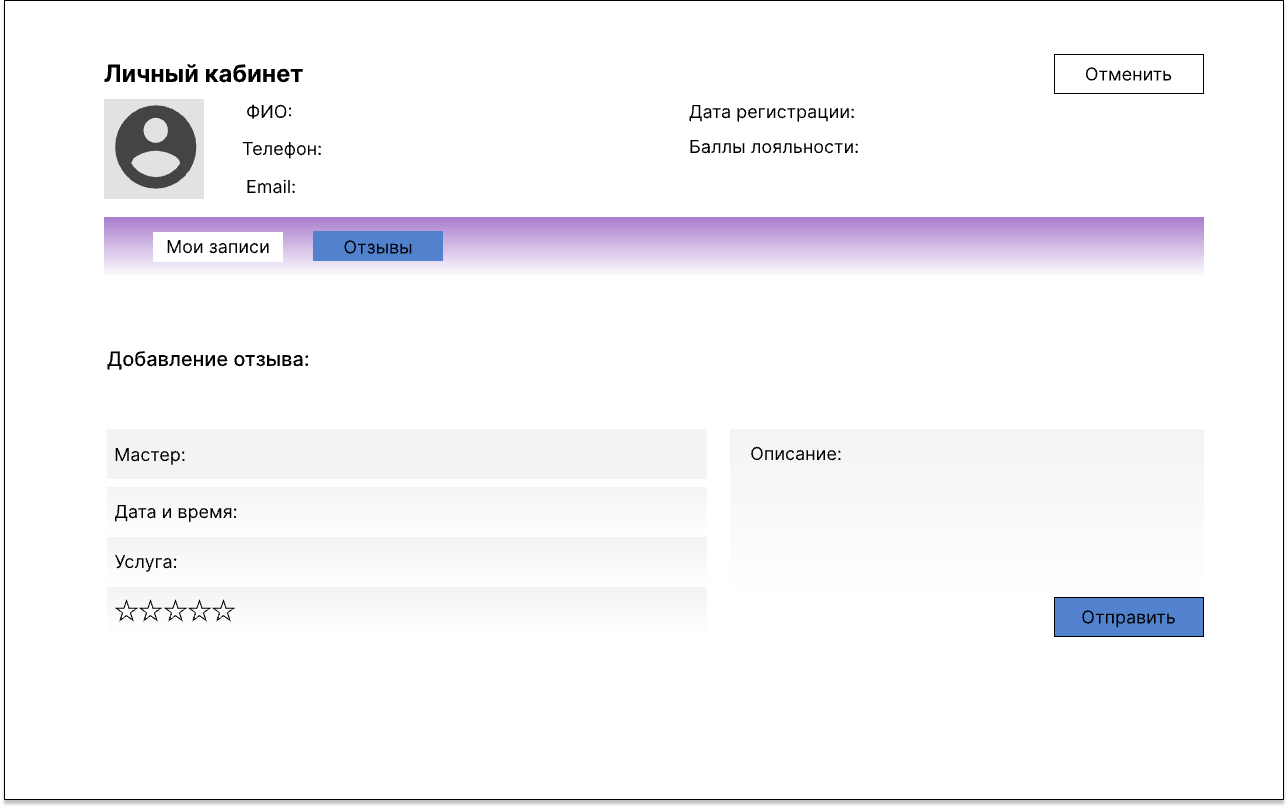 Личный кабинет
Отменить
ФИО:
Дата регистрации:
Телефон:
Баллы лояльности:
Email:
Мои записи
Отзывы
Добавление отзыва:
Мастер:
Описание:
Дата и время:
Услуга:
Отправить